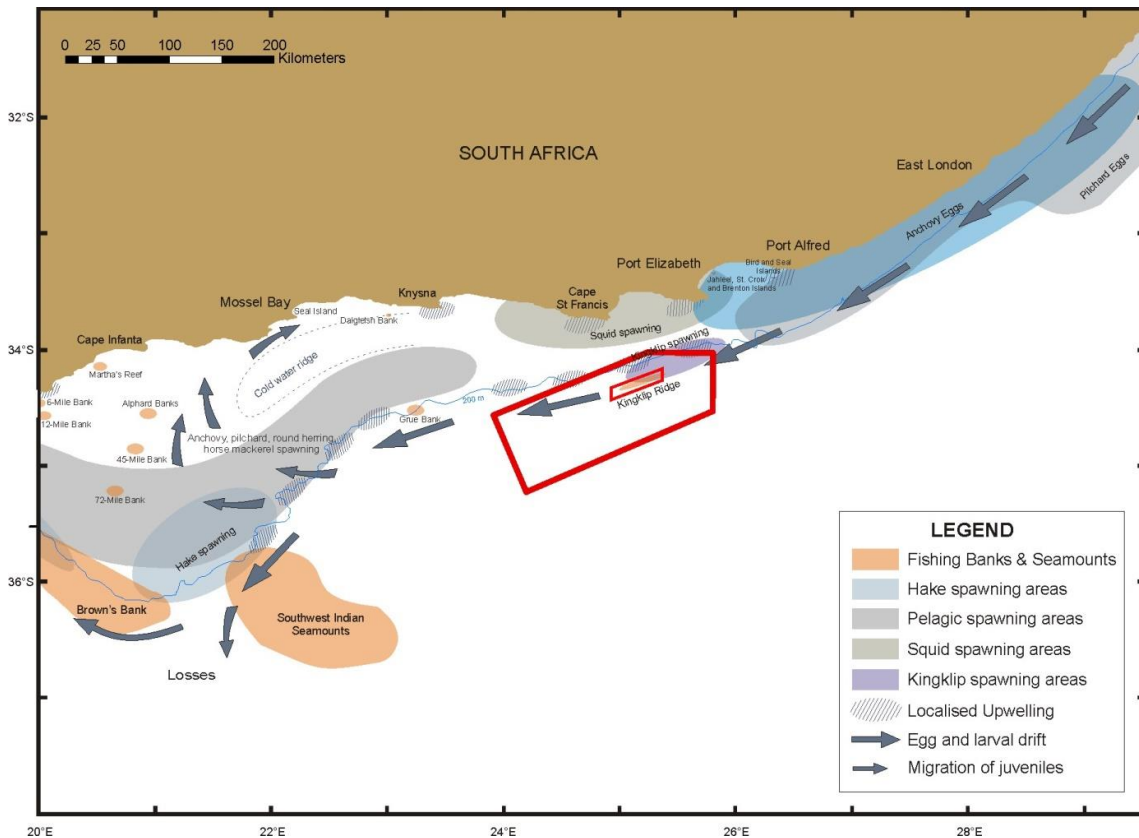 0 25 50 100 150 200
Kilometers
32°S
SOUTH AFRICA
East London
Pilchard Eggs
Anchovy Eggs
Port Alfred
Bird and Seal
Islands
Port Elizabeth
Jahleel, St. Croix
and Brenton Islands
Cape
St Francis
Knysna
Mossel Bay
Seal Island
Dalgleish Bank
Squid spawning
Cape Infanta
34°S
Kingklip spawning
Cold water ridge
Martha's Reef
Kingklip Ridge
200 m
6-Mile Bank
Alphard Banks
Grue Bank
12-Mile Bank
Anchovy, pilchard, round herring,
horse mackerel spawning
45-Mile Bank
72-Mile Bank
Hake spawning
36°S
Brown's Bank
Southwest Indian
Seamounts
Losses
LEGEND
Fishing Banks & Seamounts
Hake spawning areas
Pelagic spawning areas
Squid spawning areas
Kingklip spawning areas
Localised Upwelling
Egg and larval drift
Migration of juveniles
20°E
22°E
24°E
26°E
28°E